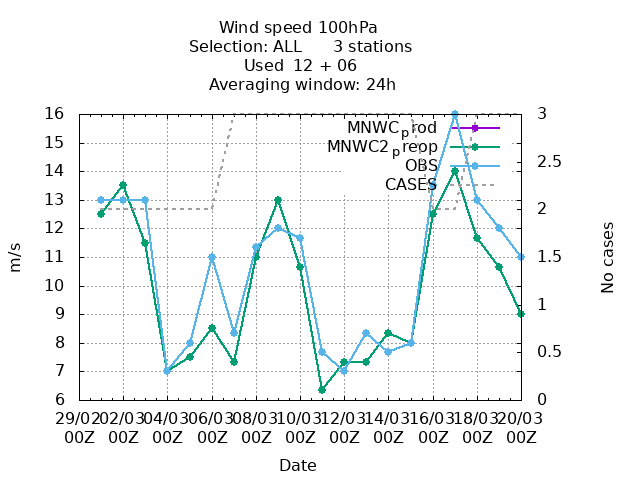 Wind speed 100hPa
Selection: ALL 3 stations
Used 12 + 06
Averaging window: 24h
MNWC_prod
MNWC2_preop
OBS
CASES
16
15
14
13
12
11
10
9
8
7
6
m/s
3
2.5
2
1.5
1
0.5
0
No cases
29/02 02/03 04/03 06/03 08/03 10/03 12/03 14/03 16/03 18/03 20/03
00Z 00Z 00Z 00Z 00Z 00Z 00Z 00Z 00Z 00Z 00Z
Date